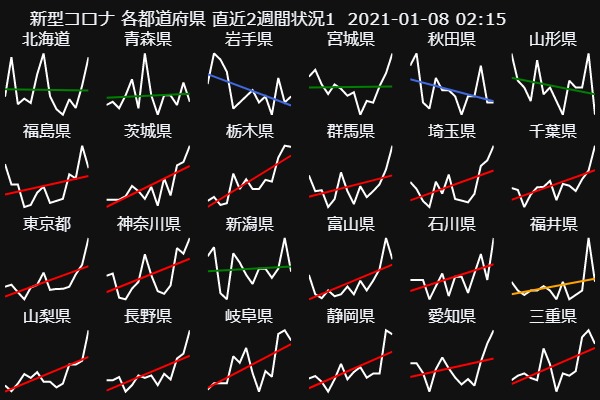 新型コロナ 各都道府県 直近2週間状況1 2021-01-08 02:15
北海道 青森県 岩手県 宮城県 秋田県 山形県
福島県 茨城県 栃木県 群馬県 埼玉県 千葉県
東京都 神奈川県 新潟県 富山県 石川県 福井県
山梨県 長野県 岐阜県 静岡県 愛知県 三重県